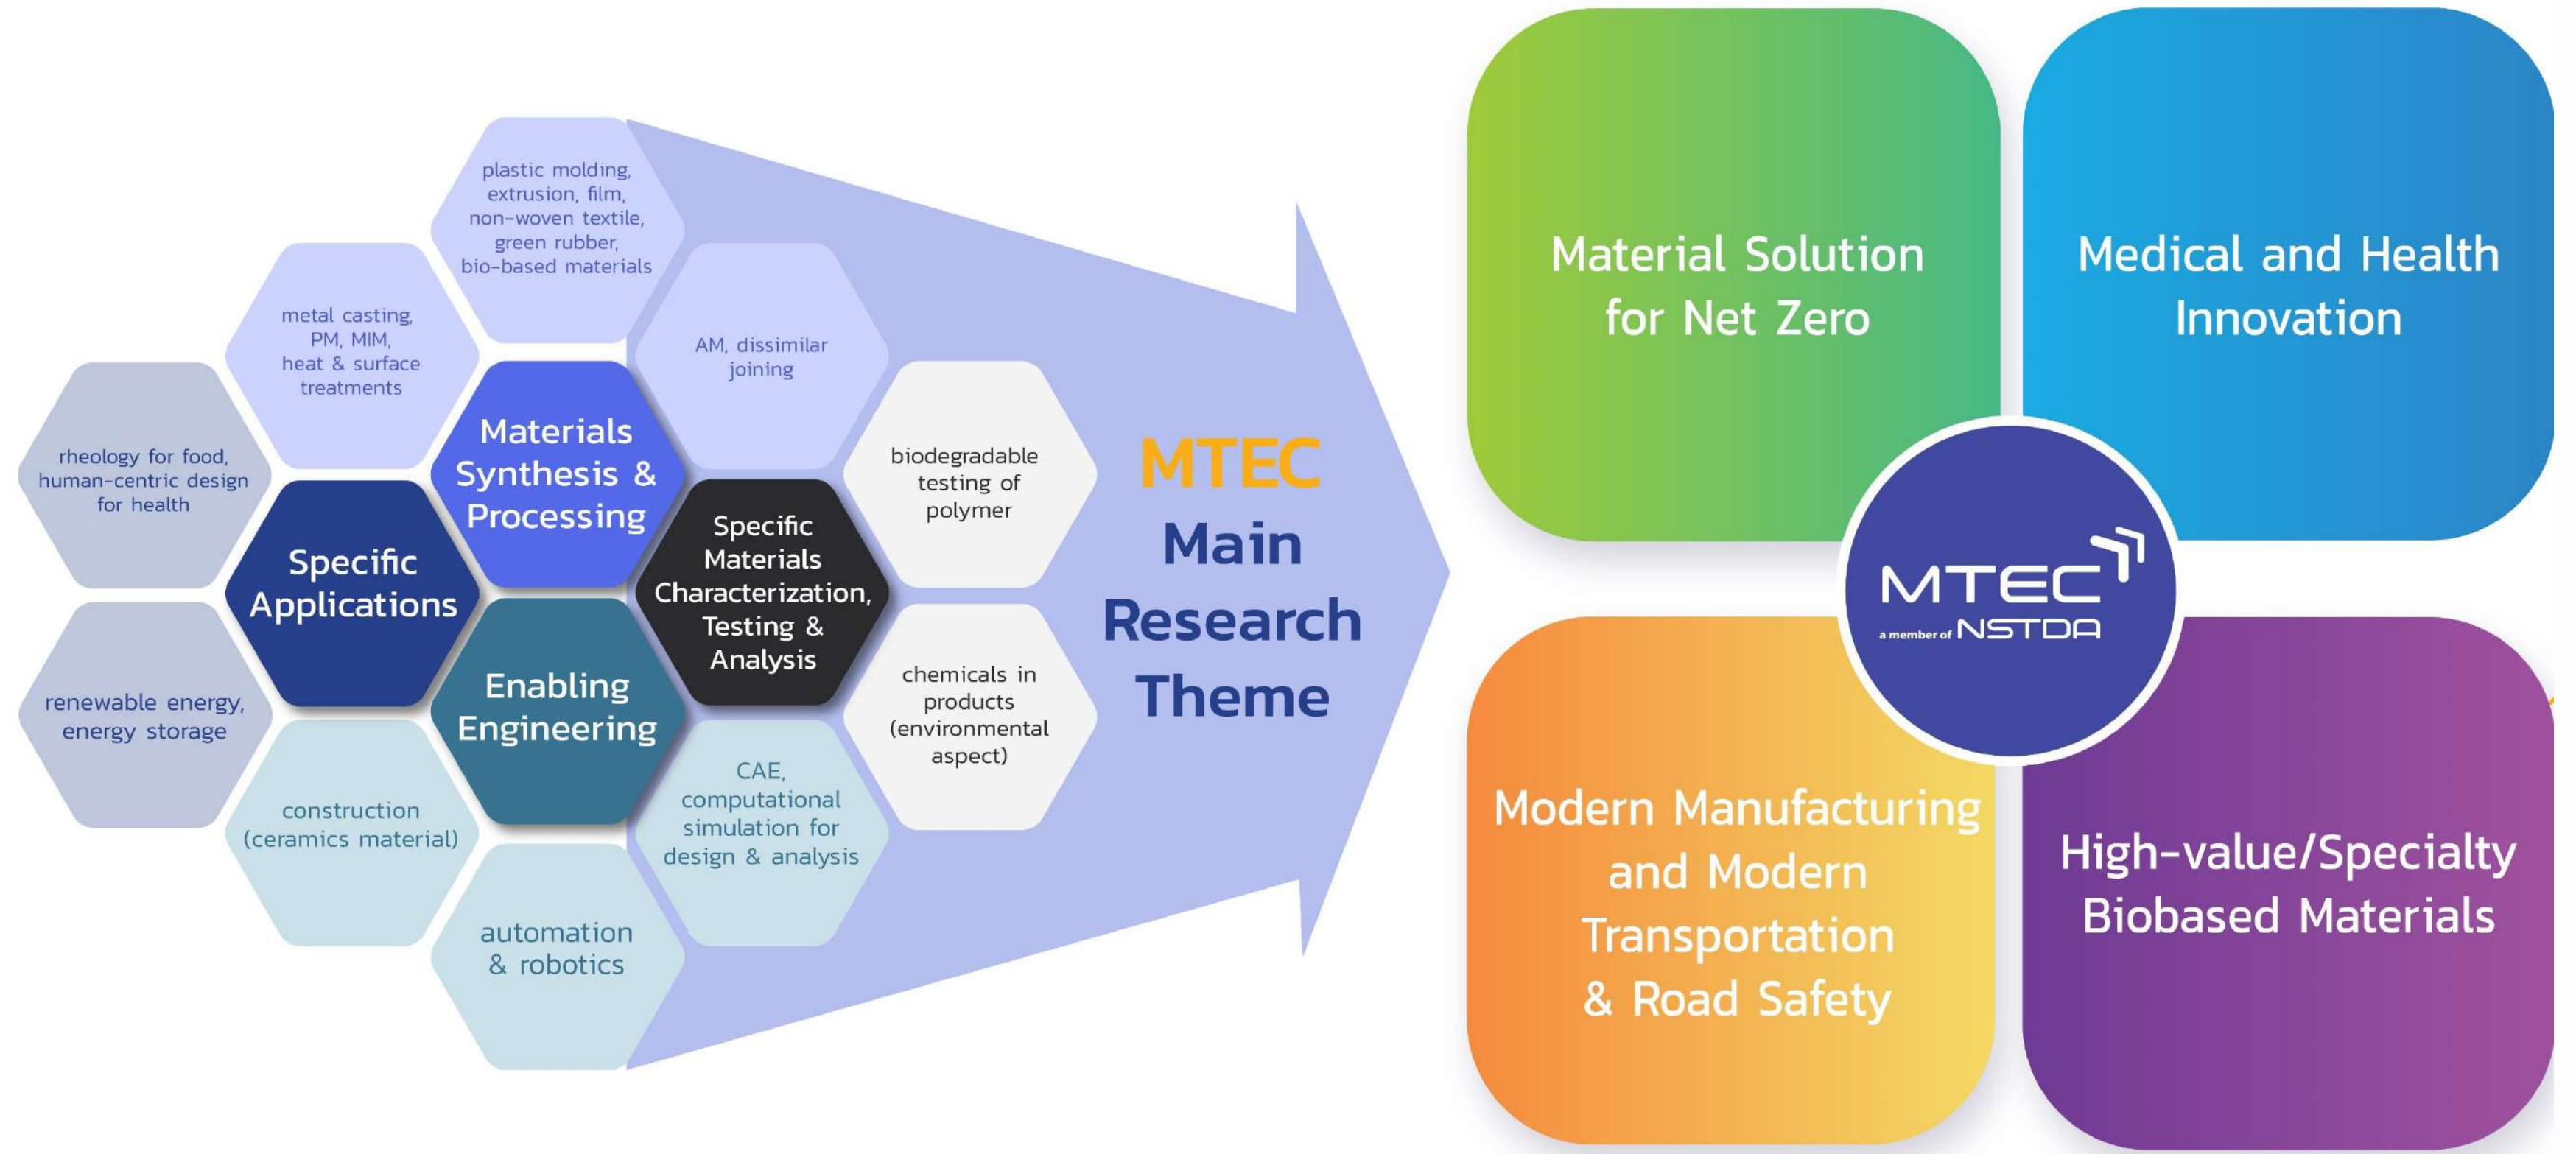 plastic molding,
extrusion, film,
non-woven textile,
green rubber,
bio-based materials
metal casting,
PM, MIM,
heat & surface
treatments
AM, dissimilar
joining
rheology for food,
human-centric design
for health
Materials
Synthesis &
Processing
biodegradable
testing of
polymer
Specific
Applications
Specific
Materials
Characterization,
Testing &
Analysis
renewable energy,
energy storage
Enabling
Engineering
chemicals in
products
(environmental
aspect)
construction
(ceramics material)
CAE,
computational
simulation for
design & analysis
automation
& robotics
MTEC
Main
Research
Theme
Material Solution
for Net Zero
Medical and Health
Innovation
MTEC
a member of NSTDA
Modern Manufacturing
and Modern
Transportation
& Road Safety
High-value/Specialty
Biobased Materials